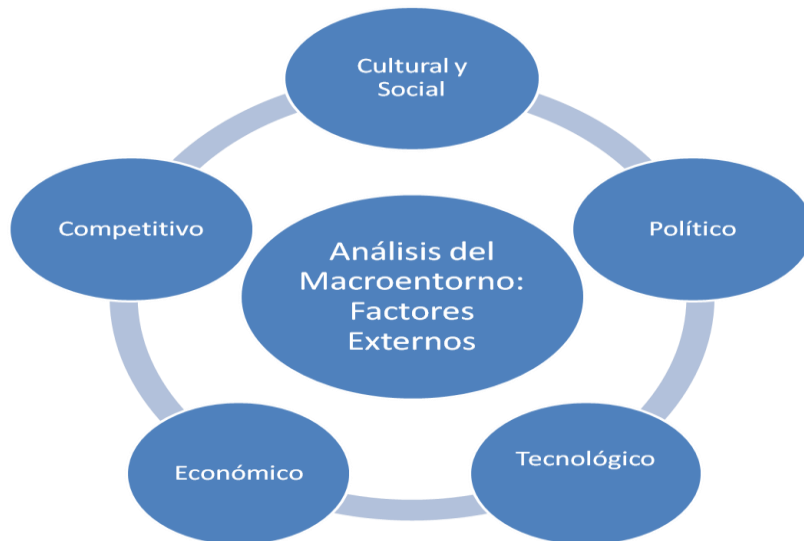 Cultural y
Social
Competitivo
Político
Análisis del
Macroentorno:
Factores
Externos
Económico
Tecnológico